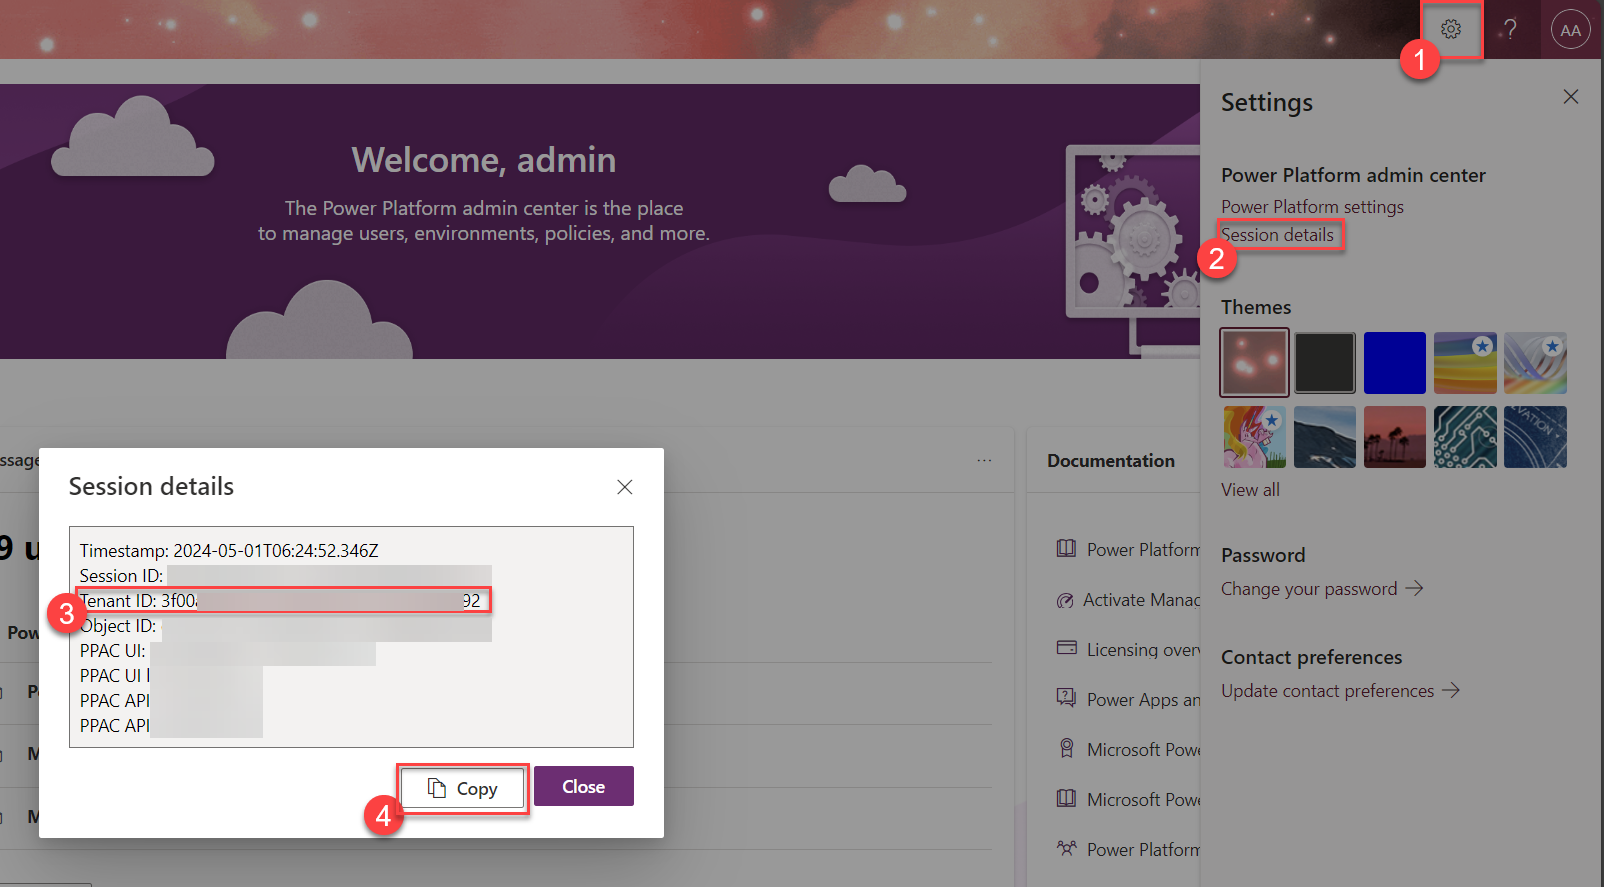 1
?
AA
Welcome, admin
The Power Platform admin center is the place
to manage users, environments, policies, and more.
Settings
Power Platform admin center
Power Platform settings
Session details
2
Themes
View all
Password
Change your password
Contact preferences
Update contact preferences
ssage
...
9 u
Pow
P
M
M
Documentation
Power Platform
Activate Manag
Licensing over
Power Apps an
Microsoft Powe
Microsoft Powe
Power Platform
Session details
Timestamp: 2024-05-01T06:24:52.346Z
Session ID:
3
Tenant ID: 3f00 92
Object ID:
PPAC UI:
PPAC UI
PPAC API
PPAC API
Copy
Close
4